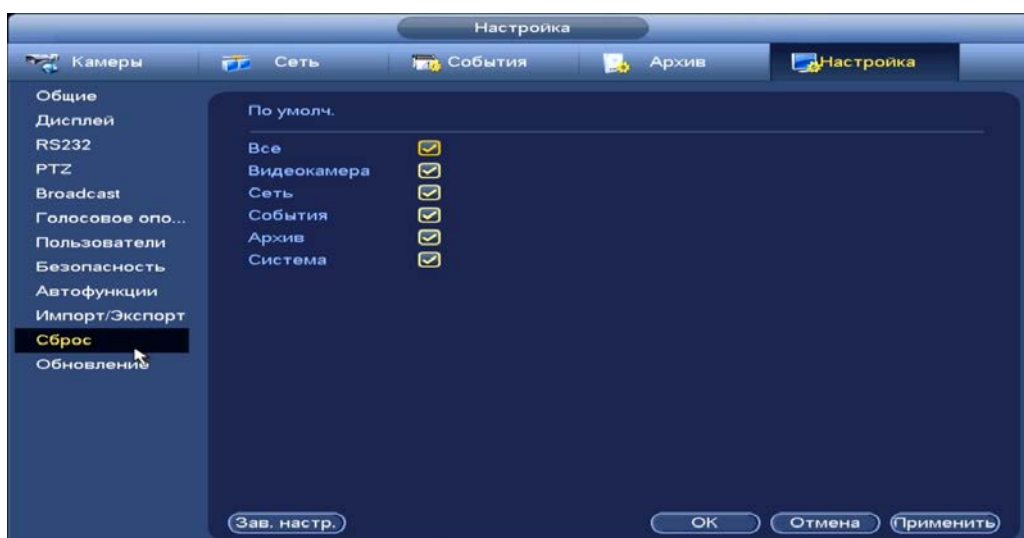 Настройка
Камеры Сеть События Архив Настройка
Общие
Дисплей
RS232
PTZ
Broadcast
Голосовое опо...
Пользователи
Безопасность
Автофункции
Импорт/Экспорт
Сброс
Обновление
По умолч.
Все
Видеокамера
Сеть
События
Архив
Система
Зав. настр. OK Отмена Применить